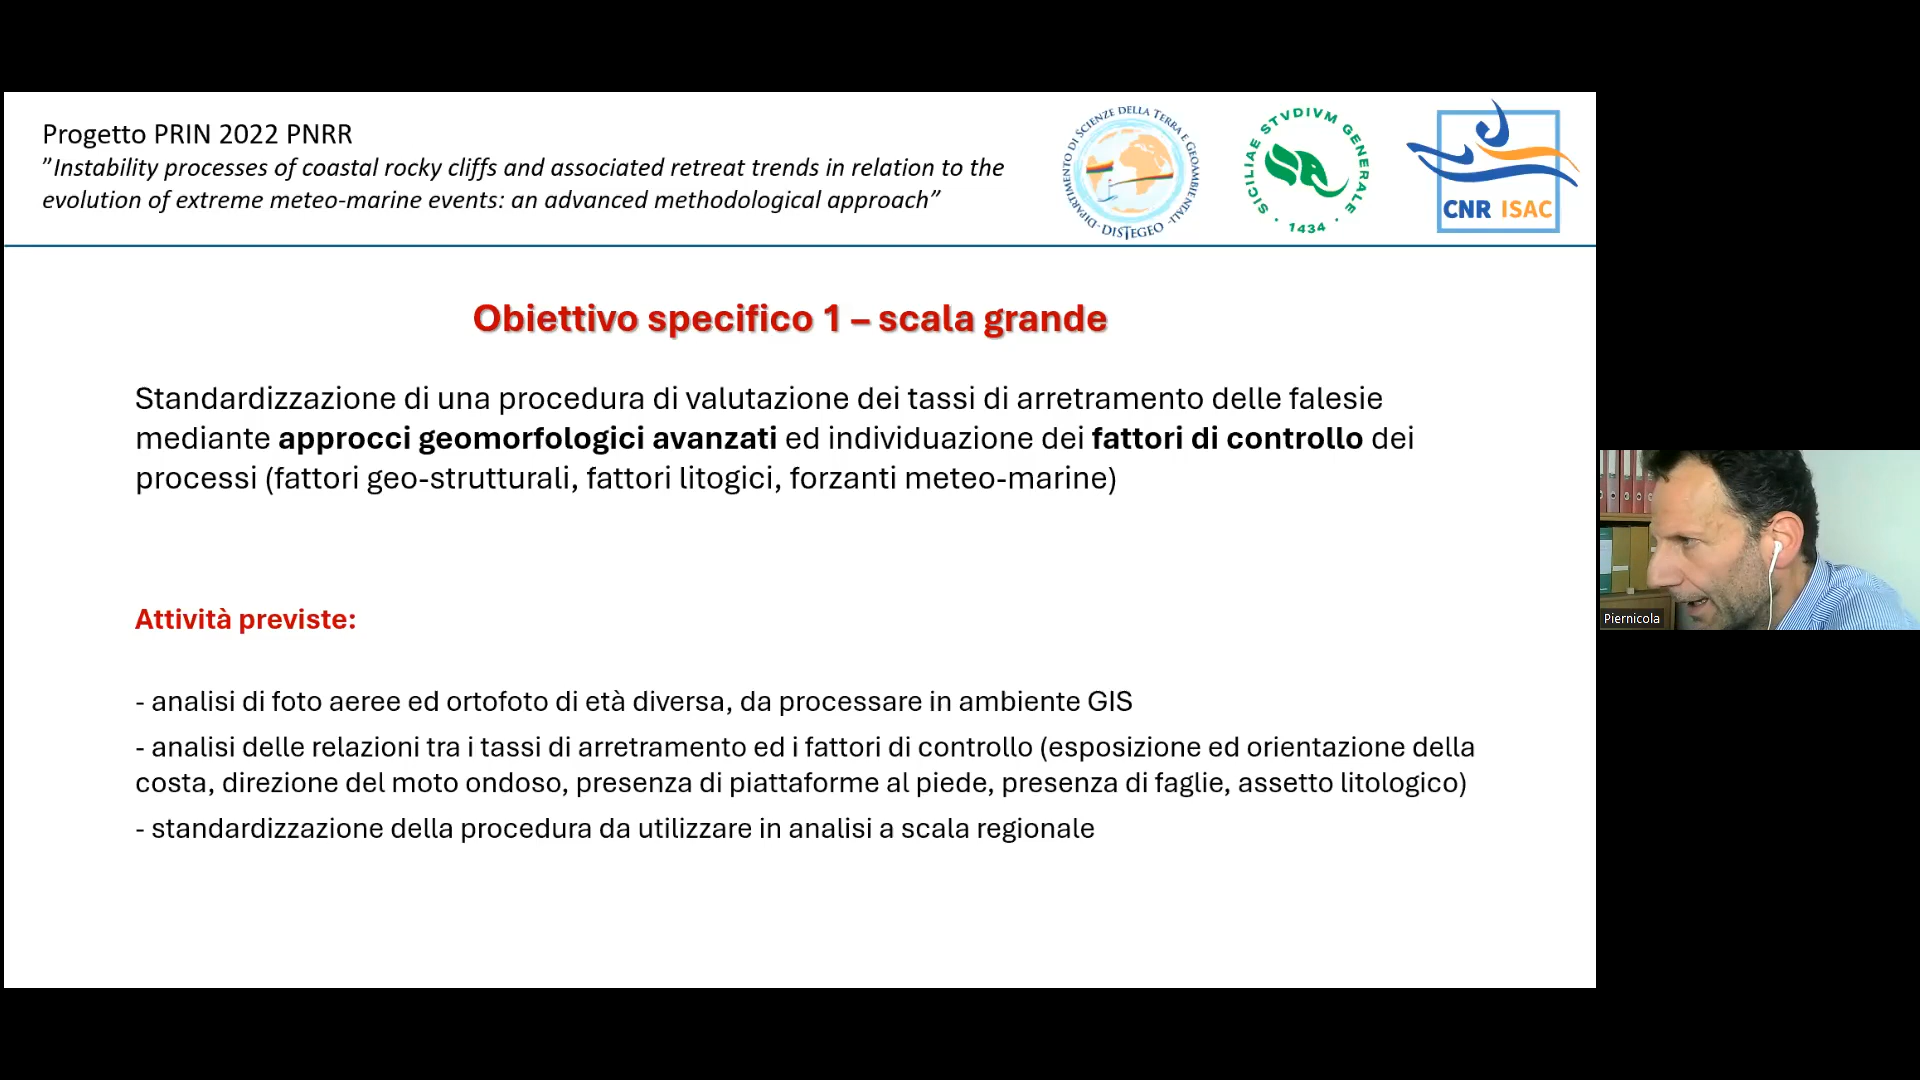 Progetto PRIN 2022 PNRR
"Instability processes of coastal rocky cliffs and associated retreat trends in relation to the
evolution of extreme meteo-marine events: an advanced methodological approach"
DIPARTIMENTO DI SCIENZE DELLA TERRA E GEOAMBIENTALI
DISTEGEO
SICILIAE STVDIVM GENERALE
1434
CNR ISAC
Obiettivo specifico 1 – scala grande
Standardizzazione di una procedura di valutazione dei tassi di arretramento delle falesie
mediante approcci geomorfologici avanzati ed individuazione dei fattori di controllo dei
processi (fattori geo-strutturali, fattori litogici, forzanti meteo-marine)
Attività previste:
- analisi di foto aeree ed ortofoto di età diversa, da processare in ambiente GIS
- analisi delle relazioni tra i tassi di arretramento ed i fattori di controllo (esposizione ed orientazione della
costa, direzione del moto ondoso, presenza di piattaforme al piede, presenza di faglie, assetto litologico)
- standardizzazione della procedura da utilizzare in analisi a scala regionale
Piernicola